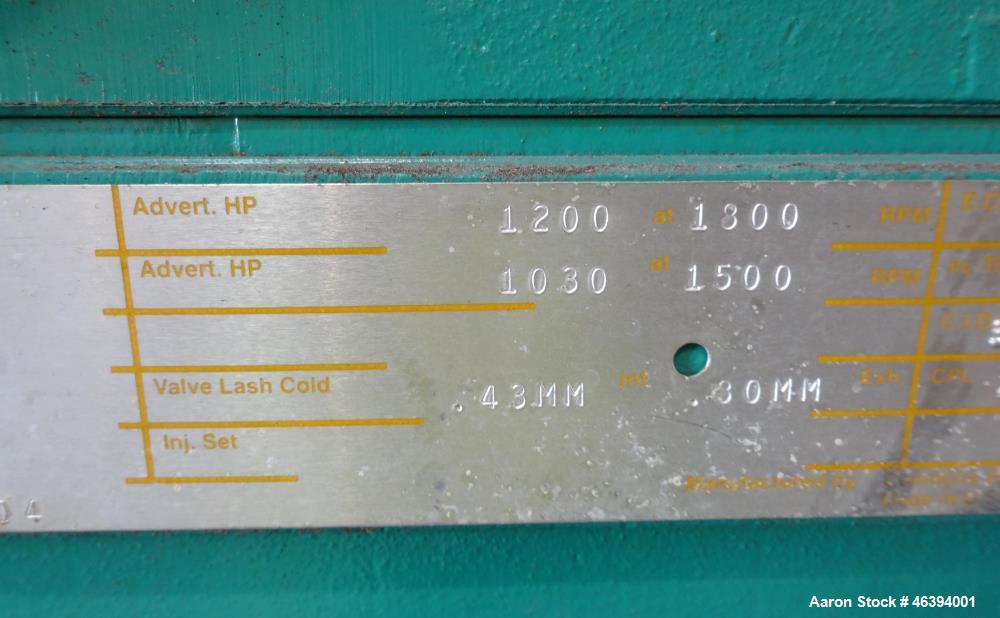 Advert. HP 1200 at 1800 RPM E.C
Advert. HP 1030 at 1500 RPM
C.I.D
Valve Lash Cold .43MM Int. .80MM Exh CPL
Inj. Set
Manufactured by
04
Aaron Stock # 46394001